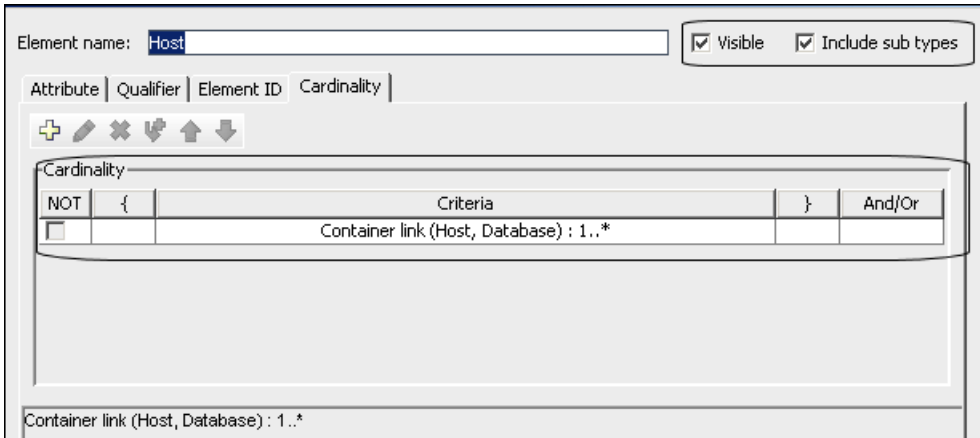 Element name: Host Visible Include sub types
Attribute Qualifier Element ID Cardinality
Cardinality
NOT { Criteria } And/Or
Container link (Host, Database) : 1..*
Container link (Host, Database) : 1..*